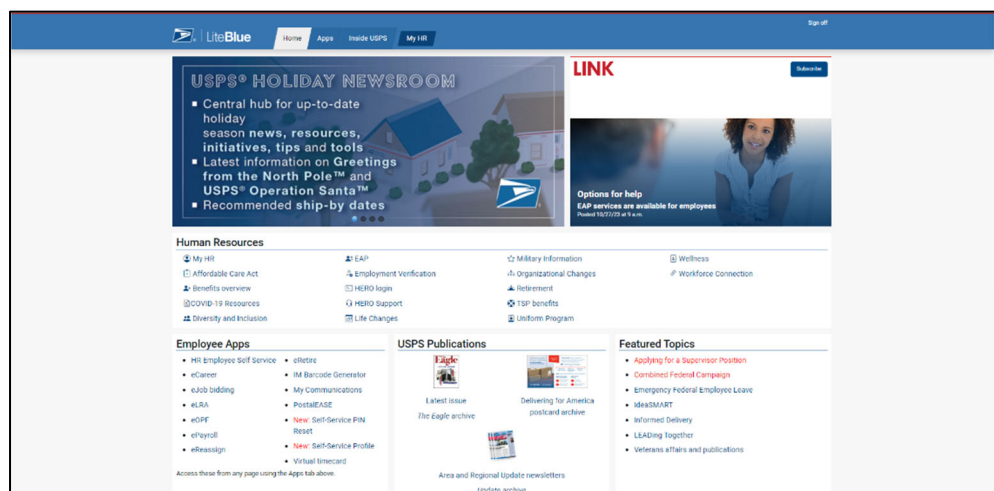 Sign off
LiteBlue
Home
Apps
Inside USPS
My HR
USPS® HOLIDAY NEWSROOM
▪ Central hub for up-to-date
holiday
season news, resources,
initiatives, tips and tools
▪ Latest information on Greetings
from the North Pole™ and
USPS® Operation Santa™
▪ Recommended ship-by dates
LINK
Subscribe
Options for help
EAP services are available for employees
Posted 10/27/23 at 9 a.m.
Human Resources
My HR
Affordable Care Act
Benefits overview
COVID-19 Resources
Diversity and Inclusion
EAP
Employment Verification
HERO login
HERO Support
Life Changes
Military Information
Organizational Changes
Retirement
TSP benefits
Uniform Program
Wellness
Workforce Connection
Employee Apps
• HR Employee Self Service
• eCareer
• eJob bidding
• eLRA
• eOPF
• ePayroll
• eReassign
• eRetire
• IM Barcode Generator
• My Communications
• PostalEASE
• New: Self-Service PIN
Reset
• New: Self-Service Profile
• Virtual timecard
Access these from any page using the Apps tab above.
USPS Publications
Eagle
Latest issue
The Eagle archive
Delivering for America
postcard archive
Area and Regional Update newsletters
Update archive
Featured Topics
• Applying for a Supervisor Position
• Combined Federal Campaign
• Emergency Federal Employee Leave
• IdeaSMART
• Informed Delivery
• LEADing Together
• Veterans affairs and publications